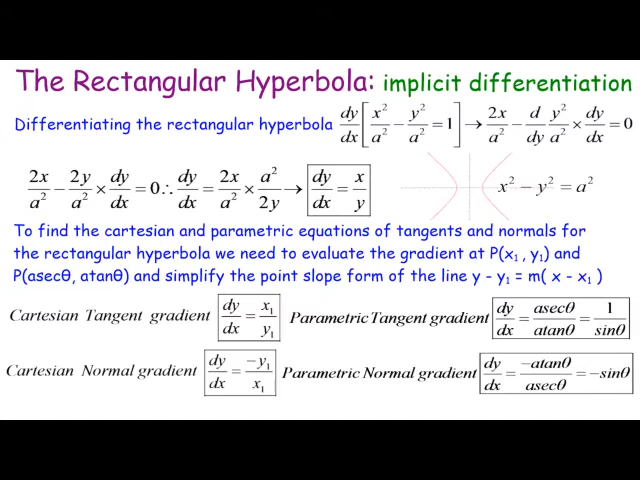 The Rectangular Hyperbola: implicit differentiation
Differentiating the rectangular hyperbola dy/dx [ x²/a² − y²/a² = 1 ] → 2x/a² − d/dy y²/a² × dy/dx = 0
2x/a² − 2y/a² × dy/dx = 0 ∴ dy/dx = 2x/a² × a²/2y → dy/dx = x/y
x² − y² = a²
To find the cartesian and parametric equations of tangents and normals for
the rectangular hyperbola we need to evaluate the gradient at P(x₁ , y₁) and
P(asecθ, atanθ) and simplify the point slope form of the line y - y₁ = m( x - x₁ )
Cartesian Tangent gradient dy/dx = x₁/y₁
Parametric Tangent gradient dy/dx = asecθ/atanθ = 1/sinθ
Cartesian Normal gradient dy/dx = −y₁/x₁
Parametric Normal gradient dy/dx = −atanθ/asecθ = −sinθ